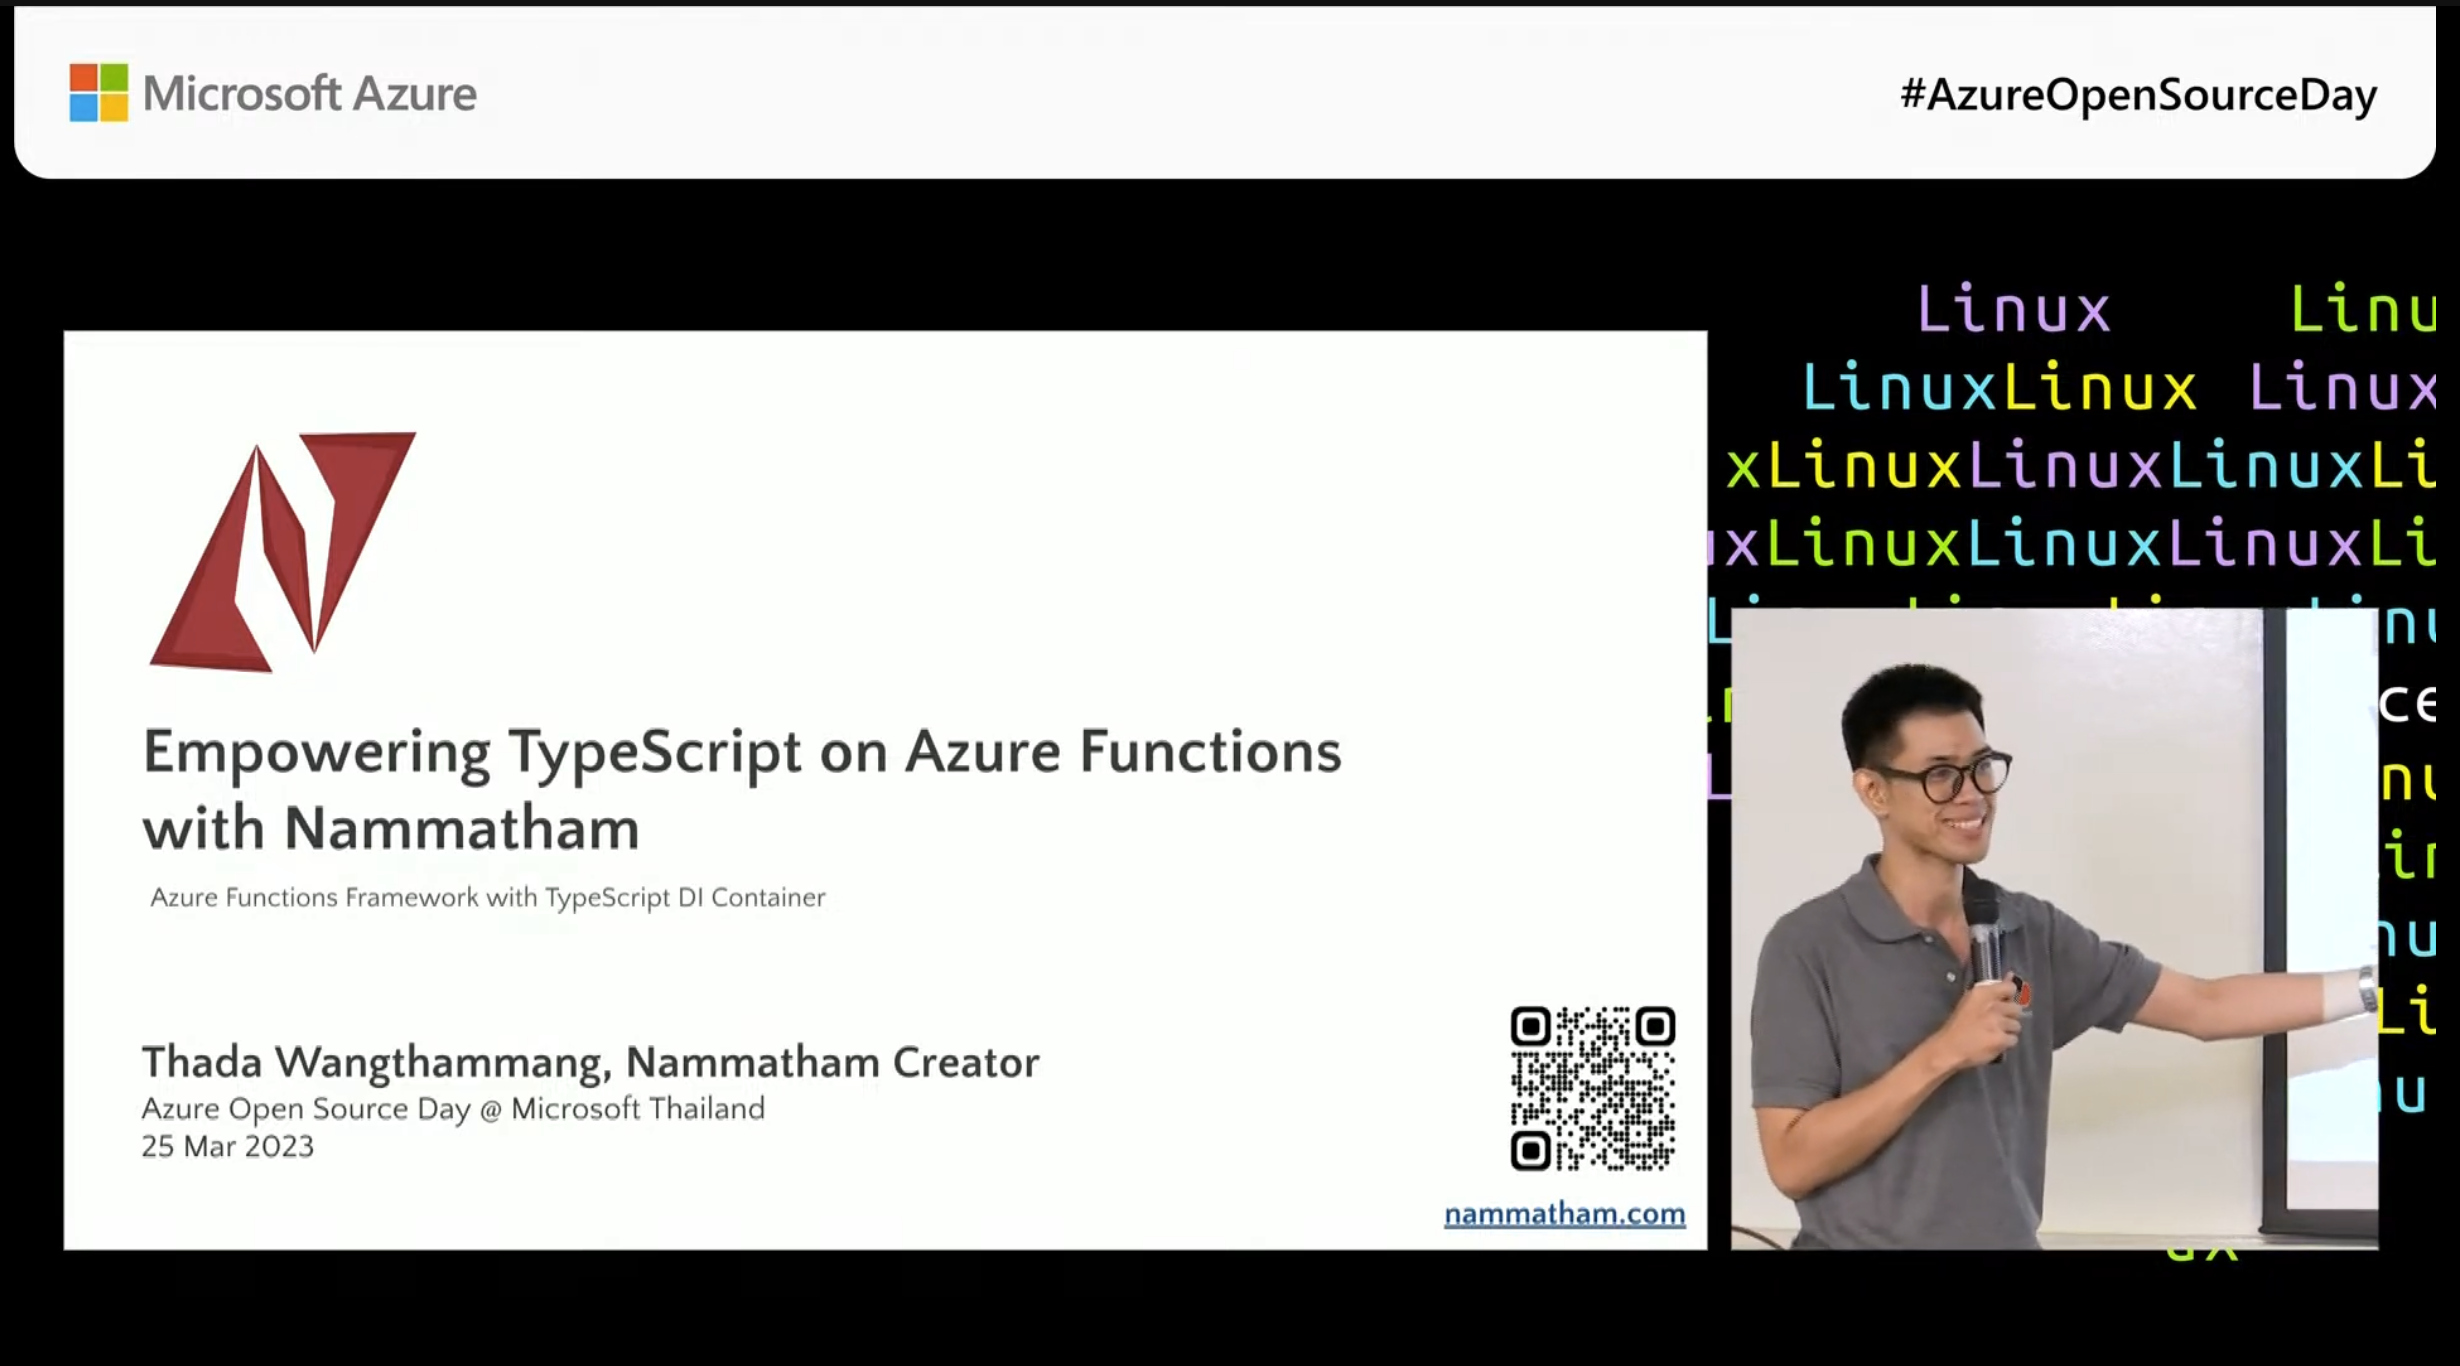 Microsoft Azure
#AzureOpenSourceDay
Linux Linu
LinuxLinux Linux
xLinuxLinuxLinuxLi
uxLinuxLinuxLinuxLi
Empowering TypeScript on Azure Functions
with Nammatham
Azure Functions Framework with TypeScript DI Container
Thada Wangthammang, Nammatham Creator
Azure Open Source Day @ Microsoft Thailand
25 Mar 2023
nammatham.com